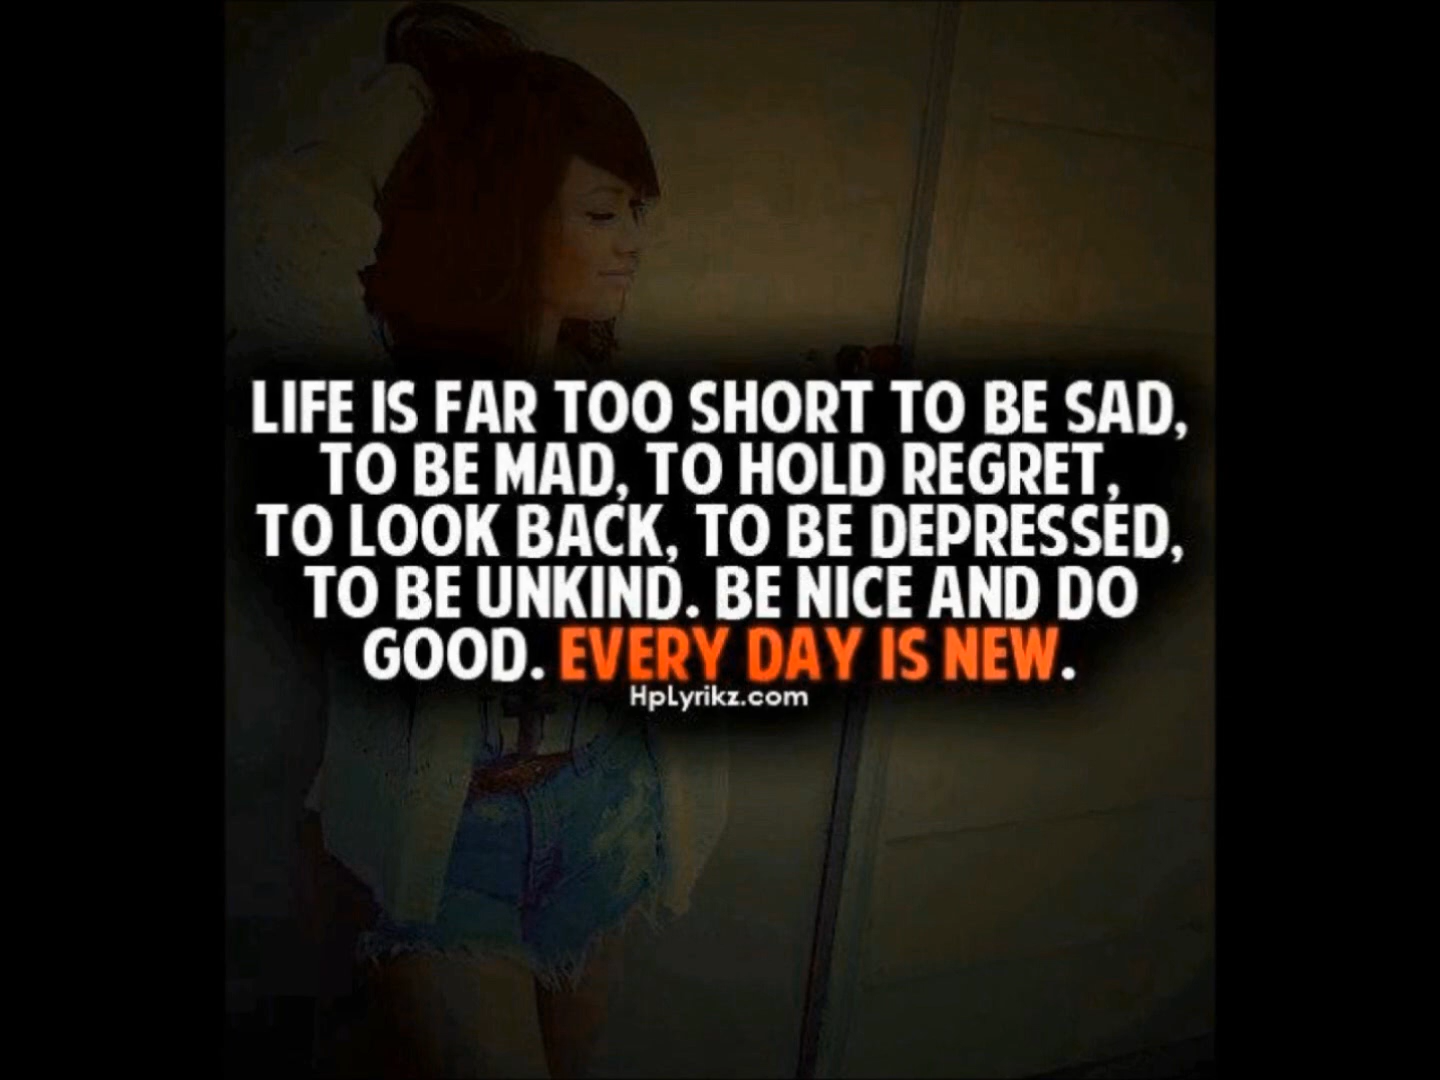 LIFE IS FAR TOO SHORT TO BE SAD,
TO BE MAD, TO HOLD REGRET,
TO LOOK BACK, TO BE DEPRESSED,
TO BE UNKIND. BE NICE AND DO
GOOD. EVERY DAY IS NEW.
HpLyrikz.com